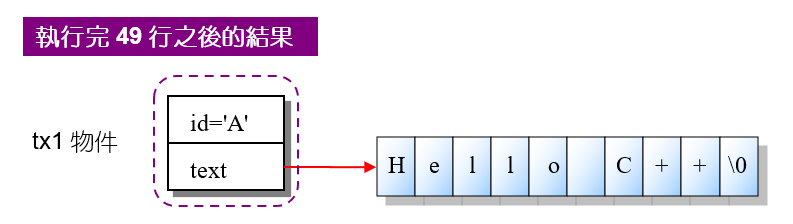 執行完 49 行之後的結果
id='A'
tx1 物件
text
H e l l o C + + \0